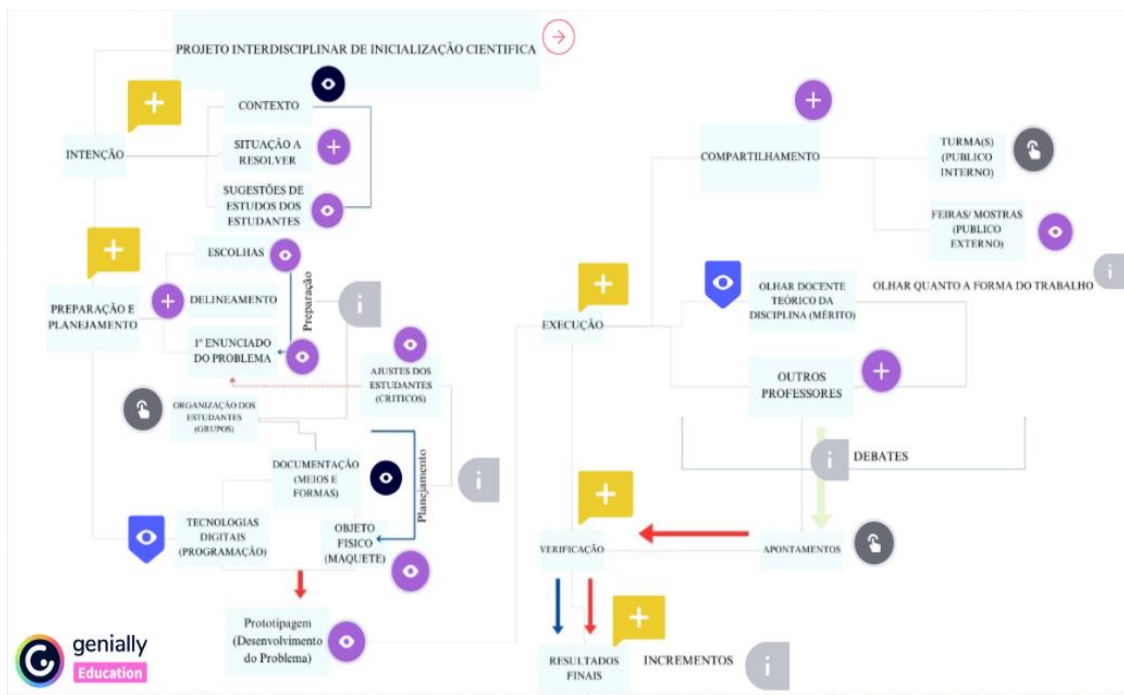 PROJETO INTERDISCIPLINAR DE INICIALIZAÇÃO CIENTIFICA
INTENÇÃO
CONTEXTO
SITUAÇÃO A
RESOLVER
SUGESTÕES DE
ESTUDOS DOS
ESTUDANTES
PREPARAÇÃO E
PLANEJAMENTO
ESCOLHAS
DELINEAMENTO
1º ENUNCIADO
DO PROBLEMA
Preparação
AJUSTES DOS
ESTUDANTES
(CRITICOS)
ORGANIZAÇÃO DOS
ESTUDANTES
(GRUPOS)
DOCUMENTAÇÃO
(MEIOS E
FORMAS)
Planejamento
TECNOLOGIAS
DIGITAIS
(PROGRAMAÇÃO)
OBJETO
FISICO
(MAQUETE)
Prototipagem
(Desenvolvimento
do Problema)
EXECUÇÃO
COMPARTILHAMENTO
TURMA(S)
(PUBLICO
INTERNO)
FEIRAS/ MOSTRAS
(PUBLICO
EXTERNO)
OLHAR DOCENTE
TEÓRICO DA
DISCIPLINA (MÉRITO)
OLHAR QUANTO A FORMA DO TRABALHO
OUTROS
PROFESSORES
DEBATES
VERIFICAÇÃO
APONTAMENTOS
RESULTADOS
FINAIS
INCREMENTOS
genially
Education